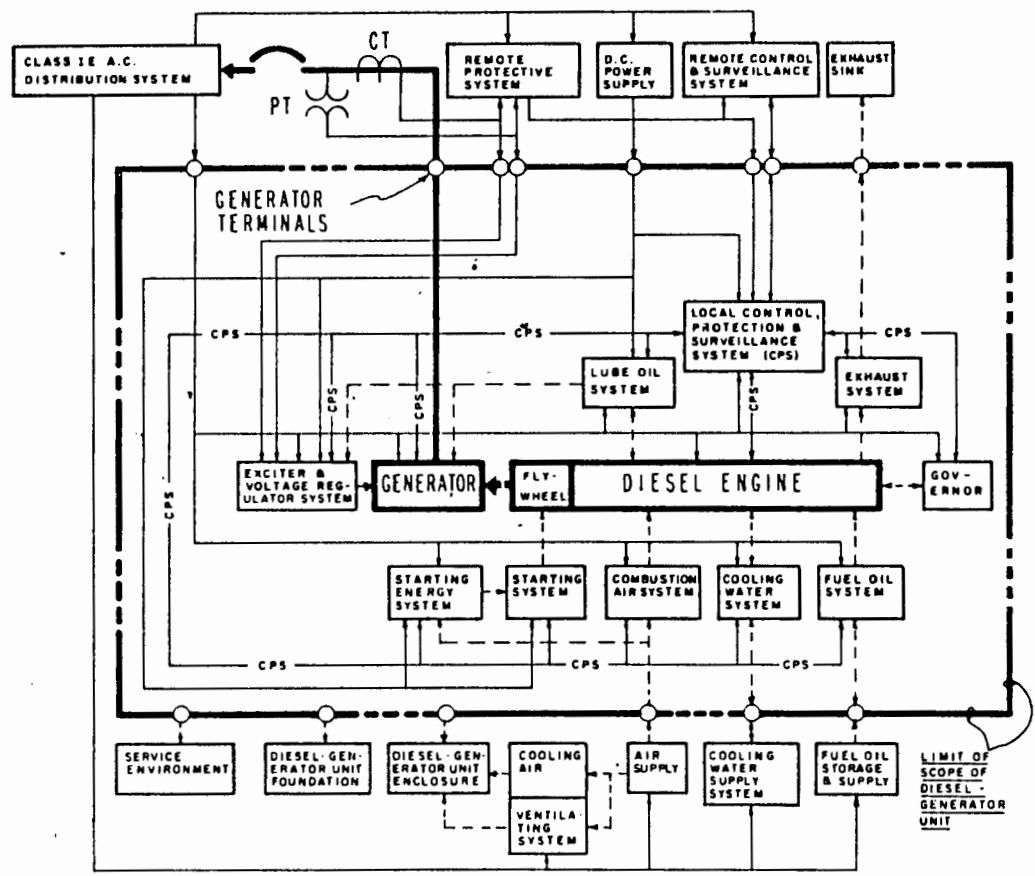 CLASS IE A.C.
DISTRIBUTION SYSTEM
CT
PT
REMOTE
PROTECTIVE
SYSTEM
D.C.
POWER
SUPPLY
REMOTE CONTROL
& SURVEILLANCE
SYSTEM
EXHAUST
SINK
GENERATOR
TERMINALS
LOCAL CONTROL,
PROTECTION &
SURVEILLANCE
SYSTEM (CPS)
CPS
CPS
CPS
LUBE OIL
SYSTEM
EXHAUST
SYSTEM
CPS
CPS
CPS
EXCITER &
VOLTAGE REG-
ULATOR SYSTEM
GENERATOR
FLY-
WHEEL
DIESEL ENGINE
GOV-
ERNOR
CPS
STARTING
ENERGY
SYSTEM
STARTING
SYSTEM
COMBUSTION
AIR SYSTEM
COOLING
WATER
SYSTEM
FUEL OIL
SYSTEM
CPS
CPS
CPS
SERVICE
ENVIRONMENT
DIESEL-GEN-
ERATOR UNIT
FOUNDATION
DIESEL-GEN-
ERATOR UNIT
ENCLOSURE
COOLING
AIR
VENTILA-
TING
SYSTEM
AIR
SUPPLY
COOLING
WATER
SUPPLY
SYSTEM
FUEL OIL
STORAGE
& SUPPLY
LIMIT OF
SCOPE OF
DIESEL-
GENERATOR
UNIT